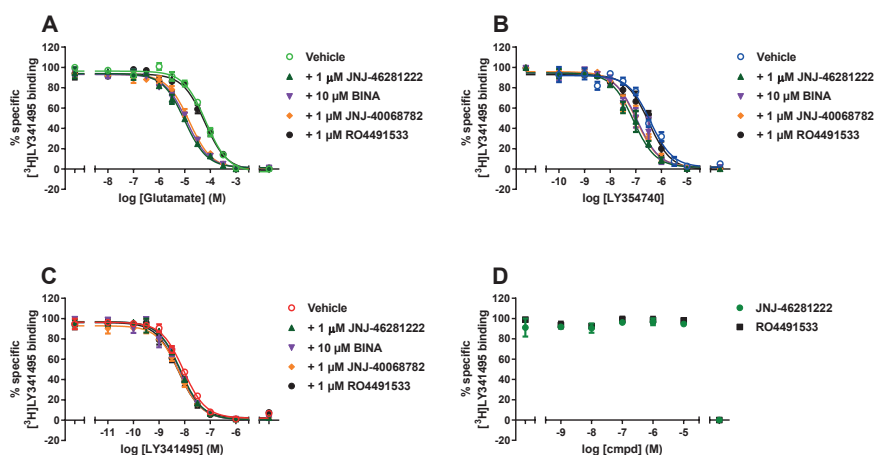 A
% specific
[³H]LY341495 binding
120
100
80
60
40
20
0
-20
-8 -7 -6 -5 -4 -3 -2
log [Glutamate] (M)
Vehicle
+ 1 µM JNJ-46281222
+ 10 µM BINA
+ 1 µM JNJ-40068782
+ 1 µM RO4491533
B
% specific
[³H]LY341495 binding
120
100
80
60
40
20
0
-20
-10 -9 -8 -7 -6 -5
log [LY354740]
Vehicle
+ 1 µM JNJ-46281222
+ 10 µM BINA
+ 1 µM JNJ-40068782
+ 1 µM RO4491533
C
% specific
[³H]LY341495 binding
120
100
80
60
40
20
0
-20
-11 -10 -9 -8 -7 -6
log [LY341495] (M)
Vehicle
+ 1 µM JNJ-46281222
+ 10 µM BINA
+ 1 µM JNJ-40068782
+ 1 µM RO4491533
D
% specific
[³H]LY341495 binding
120
100
80
60
40
20
0
-20
-9 -8 -7 -6 -5
log [cmpd] (M)
JNJ-46281222
RO4491533